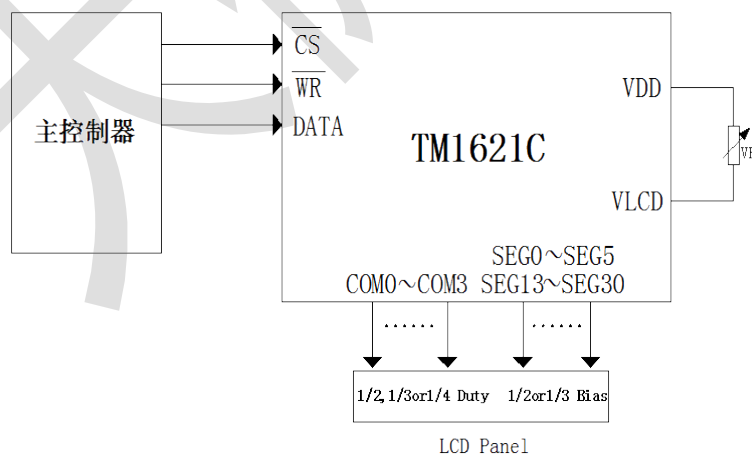 主控制器
CS
WR
DATA
TM1621C
VDD
VLCD
SEG0～SEG5
COM0～COM3 SEG13～SEG30
1/2,1/3or1/4 Duty 1/2or1/3 Bias
LCD Panel